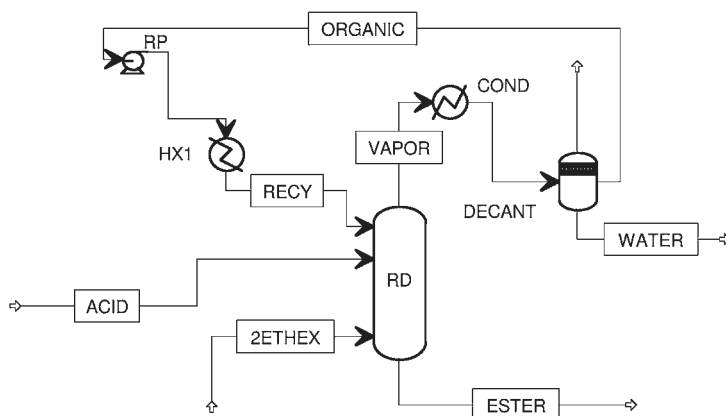 ORGANIC
RP
COND
HX1
VAPOR
RECY
DECANT
WATER
RD
ACID
2ETHEX
ESTER